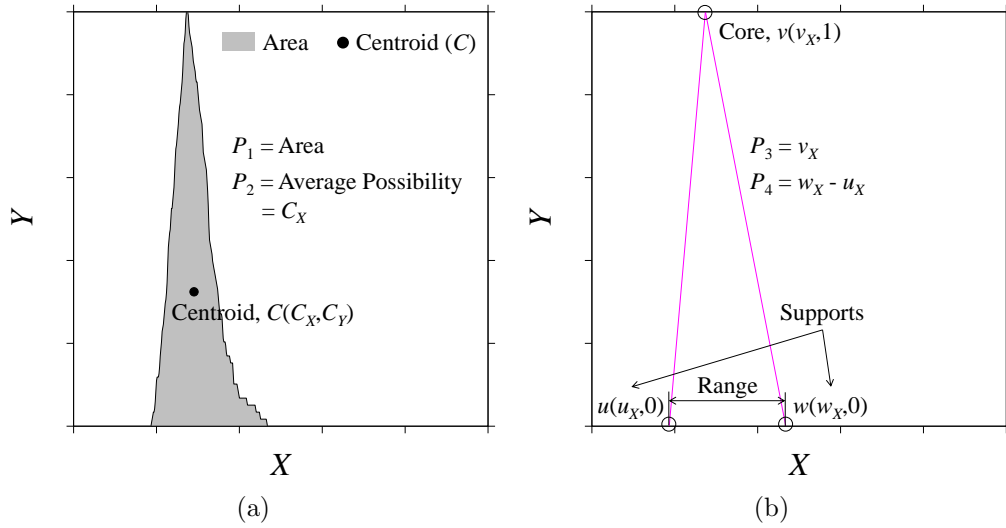 Area
Centroid (C)
P1 = Area
P2 = Average Possibility
= CX
Centroid, C(CX,CY)
Y
X
(a)
Core, v(vX,1)
P3 = vX
P4 = wX - uX
Supports
Range
u(uX,0)
w(wX,0)
Y
X
(b)